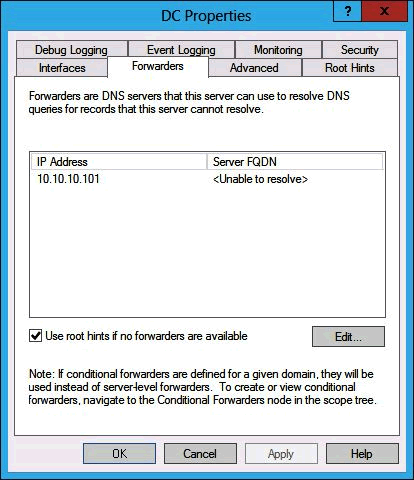 DC Properties
? x
Debug Logging Event Logging Monitoring Security
Interfaces Forwarders Advanced Root Hints
Forwarders are DNS servers that this server can use to resolve DNS
queries for records that this server cannot resolve.
IP Address Server FQDN
10.10.10.101 <Unable to resolve>
Use root hints if no forwarders are available Edit...
Note: If conditional forwarders are defined for a given domain, they will
be used instead of server-level forwarders. To create or view conditional
forwarders, navigate to the Conditional Forwarders node in the scope tree.
OK Cancel Apply Help